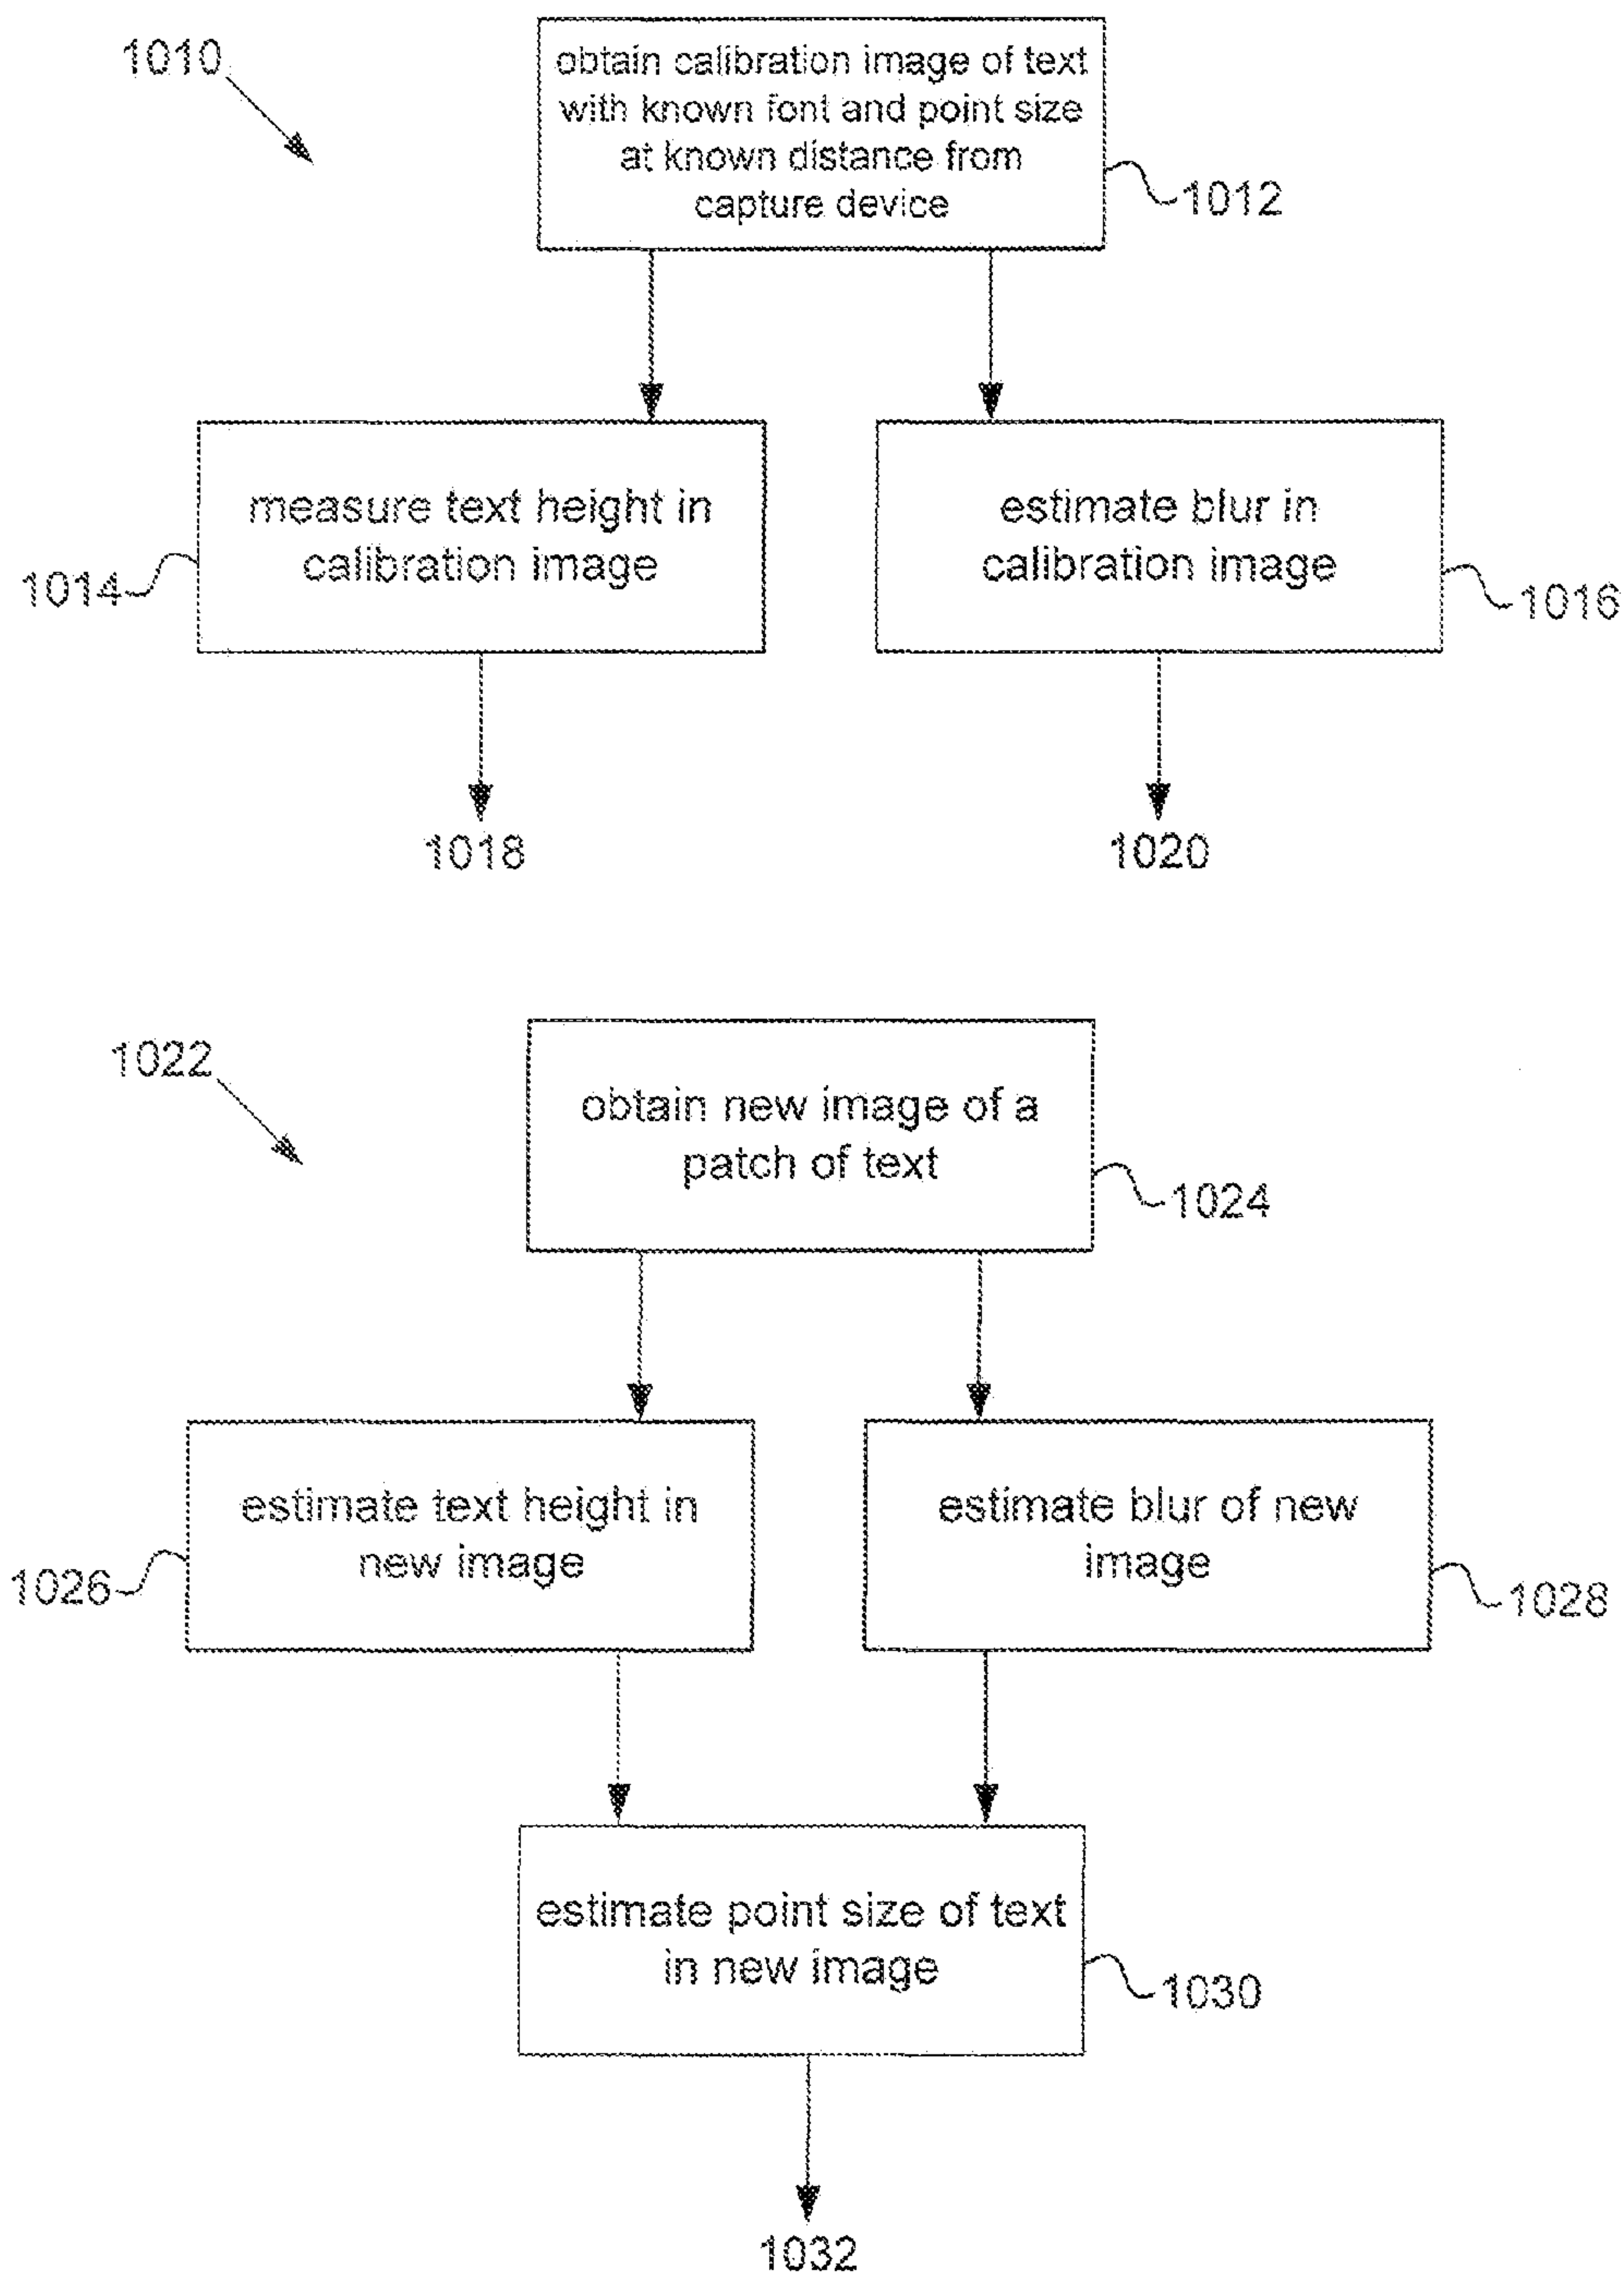 1010
obtain calibration image of text
with known font and point size
at known distance from
capture device
1012
measure text height in
calibration image
1014
estimate blur in
calibration image
1016
1018
1020
1022
obtain new image of a
patch of text
1024
estimate text height in
new image
1026
estimate blur of new
image
1028
estimate point size of text
in new image
1030
1032